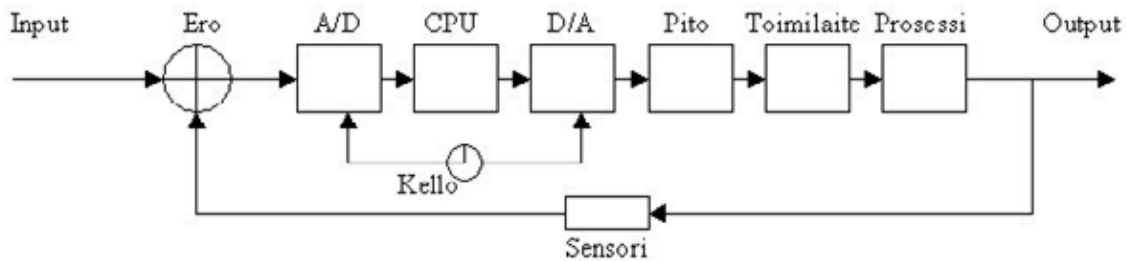 Input Ero A/D CPU D/A Pito Toimilaite Prosessi Output
Kello
Sensori